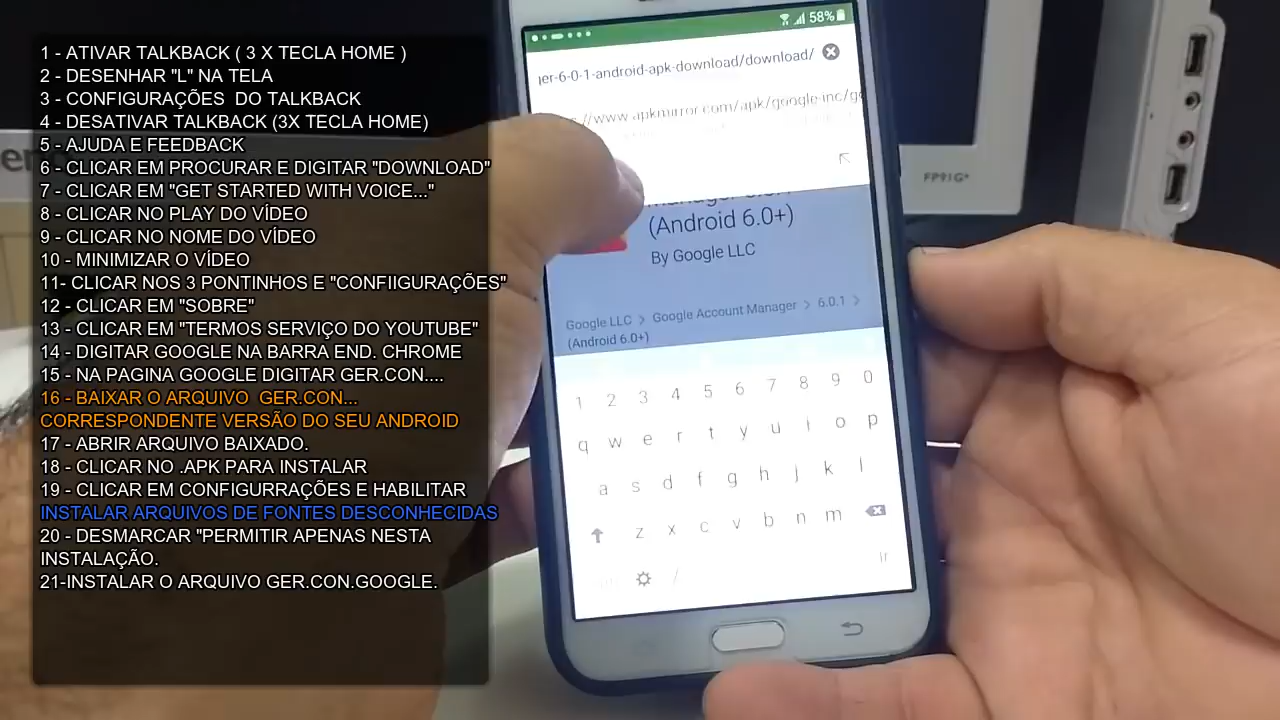 1 - ATIVAR TALKBACK ( 3 X TECLA HOME )
2 - DESENHAR "L" NA TELA
3 - CONFIGURAÇÕES DO TALKBACK
4 - DESATIVAR TALKBACK (3X TECLA HOME)
5 - AJUDA E FEEDBACK
6 - CLICAR EM PROCURAR E DIGITAR "DOWNLOAD"
7 - CLICAR EM "GET STARTED WITH VOICE..."
8 - CLICAR NO PLAY DO VÍDEO
9 - CLICAR NO NOME DO VÍDEO
10 - MINIMIZAR O VÍDEO
11- CLICAR NOS 3 PONTINHOS E "CONFIIGURAÇÕES"
12 - CLICAR EM "SOBRE"
13 - CLICAR EM "TERMOS SERVIÇO DO YOUTUBE"
14 - DIGITAR GOOGLE NA BARRA END. CHROME
15 - NA PAGINA GOOGLE DIGITAR GER.CON....
16 - BAIXAR O ARQUIVO GER.CON...
CORRESPONDENTE VERSÃO DO SEU ANDROID
17 - ABRIR ARQUIVO BAIXADO.
18 - CLICAR NO .APK PARA INSTALAR
19 - CLICAR EM CONFIGURRAÇÕES E HABILITAR
INSTALAR ARQUIVOS DE FONTES DESCONHECIDAS
20 - DESMARCAR "PERMITIR APENAS NESTA
INSTALAÇÃO.
21-INSTALAR O ARQUIVO GER.CON.GOOGLE.
58%
er-6-0-1-android-apk-download/download/
//www.apkmirror.com/apk/google-inc/g
(Android 6.0+)
By Google LLC
Google LLC > Google Account Manager > 6.0.1 >
(Android 6.0+)
1 2 3 4 5 6 7 8 9 0
q w e r t y u i o p
a s d f g h j k l
z x c v b n m
/ Ir
FP91G+